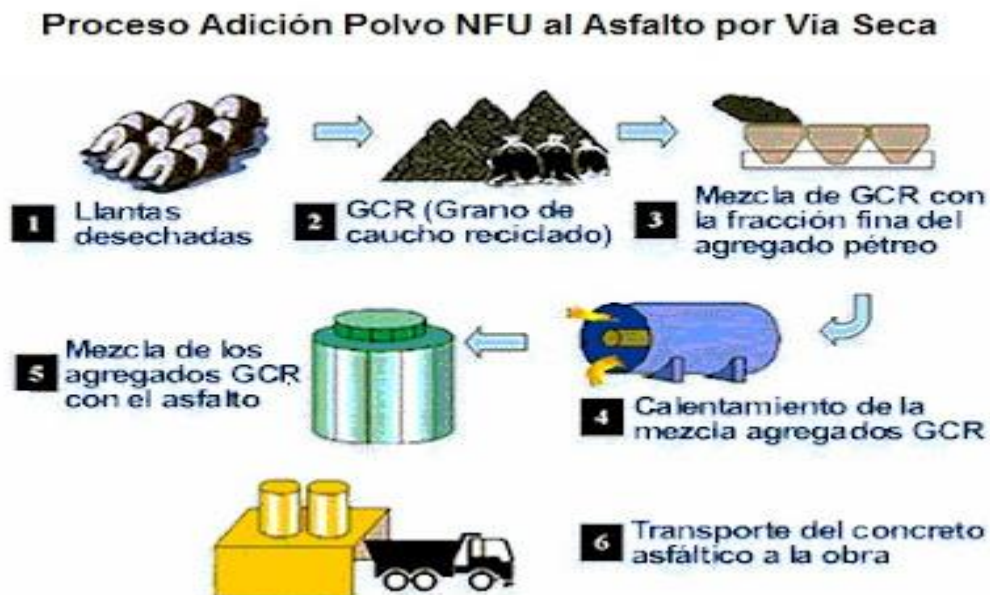 Proceso Adición Polvo NFU al Asfalto por Via Seca
1 Llantas
desechadas
2 GCR (Grano de
caucho reciclado)
3 Mezcla de GCR con
la fracción fina del
agregado pétreo
4 Calentamiento de la
mezcla agregados GCR
5 Mezcla de los
agregados GCR
con el asfalto
6 Transporte del concreto
asfáltico a la obra